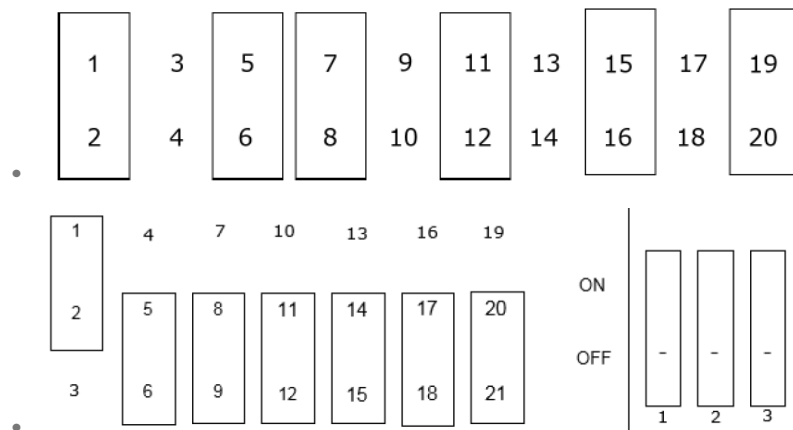 1 3 5 7 9 11 13 15 17 19
2 4 6 8 10 12 14 16 18 20
1 4 7 10 13 16 19
2 5 8 11 14 17 20
3 6 9 12 15 18 21
ON
OFF - - -
1 2 3